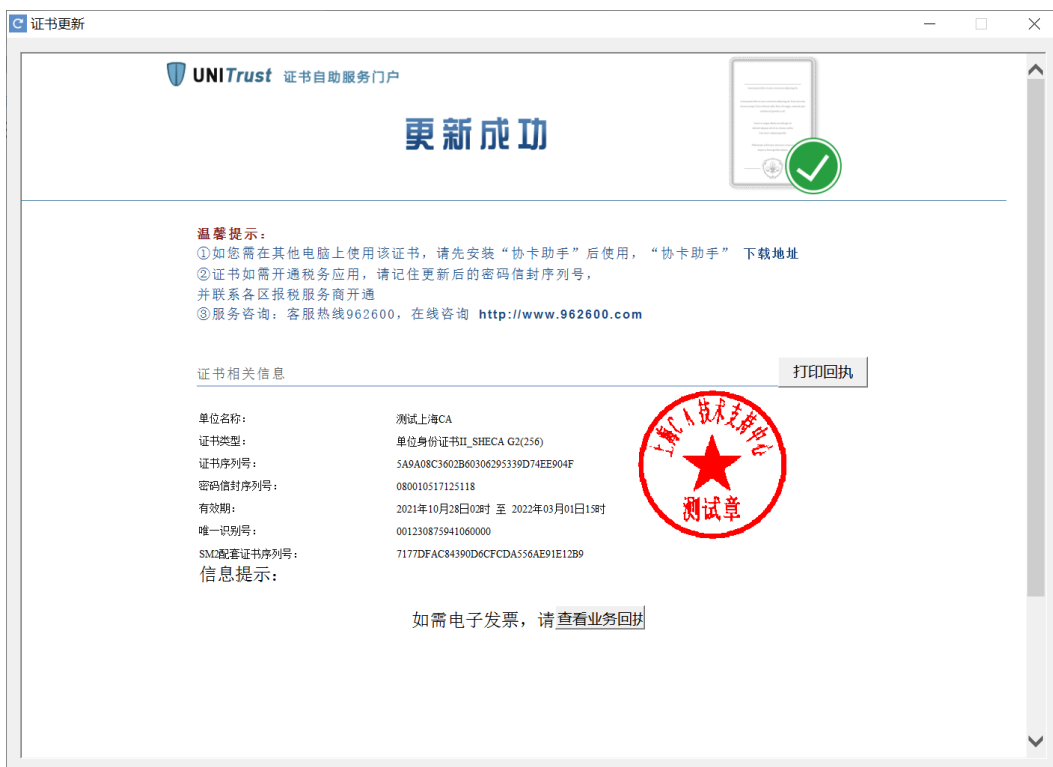 证书更新
UNITrust 证书自助服务门户
更新成功
温馨提示：
①如您需在其他电脑上使用该证书，请先安装“协卡助手”后使用，“协卡助手” 下载地址
②证书如需开通税务应用，请记住更新后的密码信封序列号，
并联系各区报税服务商开通
③服务咨询：客服热线962600，在线咨询 http://www.962600.com
证书相关信息
打印回执
单位名称： 测试上海CA
证书类型： 单位身份证书II_SHECA G2(256)
证书序列号： 5A9A08C3602B60306295339D74EE904F
密码信封序列号： 080010517125118
有效期： 2021年10月28日02时 至 2022年03月01日15时
唯一识别号： 001230875941060000
SM2配套证书序列号： 7177DFAC84390D6CFCDA556AE91E12B9
上海CA技术支持中心
测试章
信息提示：
如需电子发票，请 查看业务回执